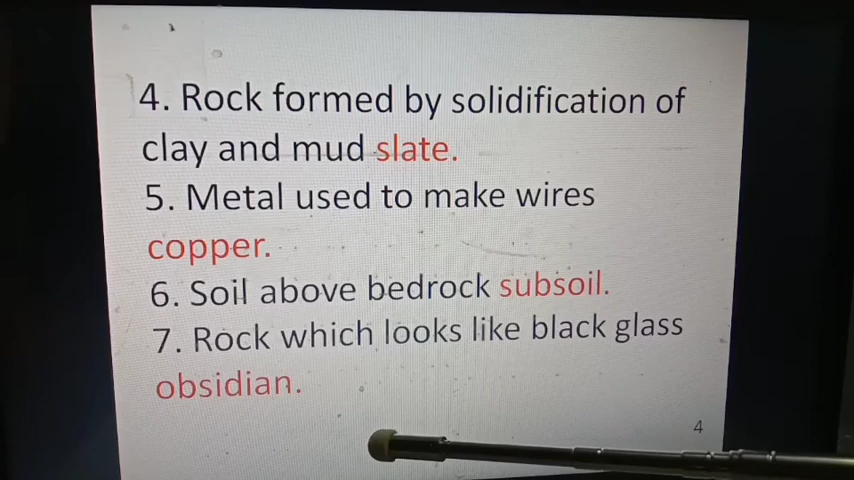 4. Rock formed by solidification of
clay and mud slate.
5. Metal used to make wires
copper.
6. Soil above bedrock subsoil.
7. Rock which looks like black glass
obsidian.
4